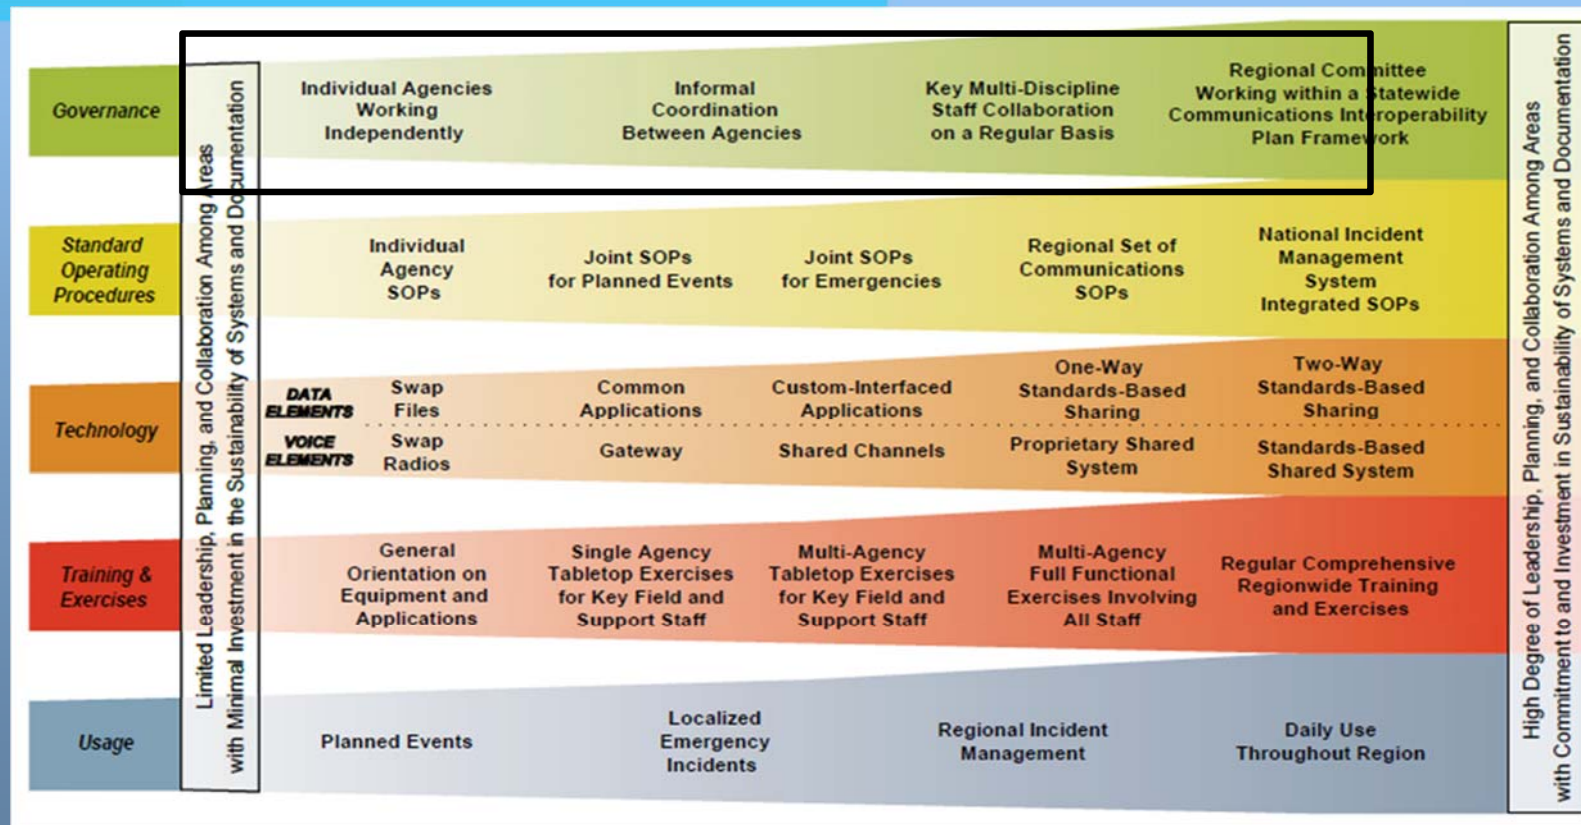 Governance
Limited Leadership, Planning, and Collaboration Among Areas
with Minimal Investment in the Sustainability of Systems and Documentation
Individual Agencies
Working
Independently
Informal
Coordination
Between Agencies
Key Multi-Discipline
Staff Collaboration
on a Regular Basis
Regional Committee
Working within a Statewide
Communications Interoperability
Plan Framework
High Degree of Leadership, Planning, and Collaboration Among Areas
with Commitment to and Investment in Sustainability of Systems and Documentation
Standard
Operating
Procedures
Individual
Agency
SOPs
Joint SOPs
for Planned Events
Joint SOPs
for Emergencies
Regional Set of
Communications
SOPs
National Incident
Management
System
Integrated SOPs
Technology
DATA
ELEMENTS
Swap
Files
Common
Applications
Custom-Interfaced
Applications
One-Way
Standards-Based
Sharing
Two-Way
Standards-Based
Sharing
VOICE
ELEMENTS
Swap
Radios
Gateway
Shared Channels
Proprietary Shared
System
Standards-Based
Shared System
Training &
Exercises
General
Orientation on
Equipment and
Applications
Single Agency
Tabletop Exercises
for Key Field and
Support Staff
Multi-Agency
Tabletop Exercises
for Key Field and
Support Staff
Multi-Agency
Full Functional
Exercises Involving
All Staff
Regular Comprehensive
Regionwide Training
and Exercises
Usage
Planned Events
Localized
Emergency
Incidents
Regional Incident
Management
Daily Use
Throughout Region